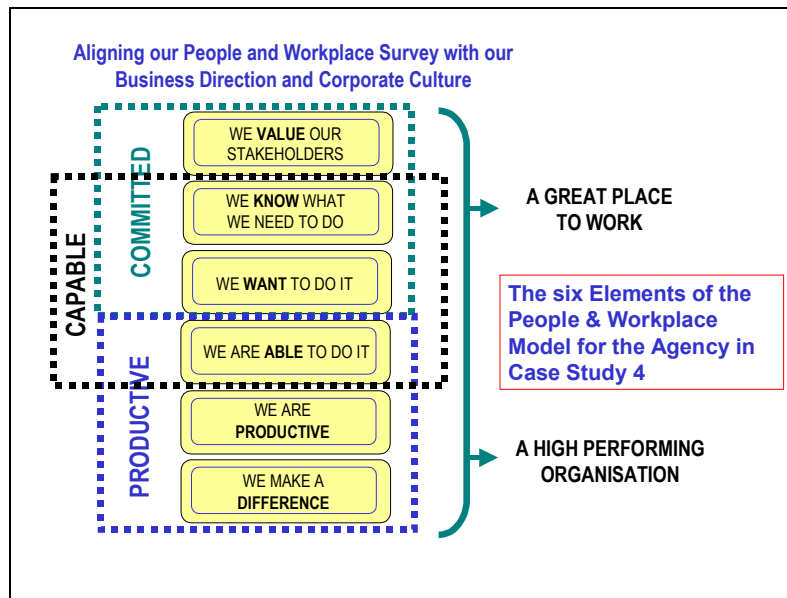 Aligning our People and Workplace Survey with our
Business Direction and Corporate Culture
COMMITTED
CAPABLE
PRODUCTIVE
WE VALUE OUR
STAKEHOLDERS
WE KNOW WHAT
WE NEED TO DO
WE WANT TO DO IT
WE ARE ABLE TO DO IT
WE ARE
PRODUCTIVE
WE MAKE A
DIFFERENCE
A GREAT PLACE
TO WORK
The six Elements of the
People & Workplace
Model for the Agency in
Case Study 4
A HIGH PERFORMING
ORGANISATION